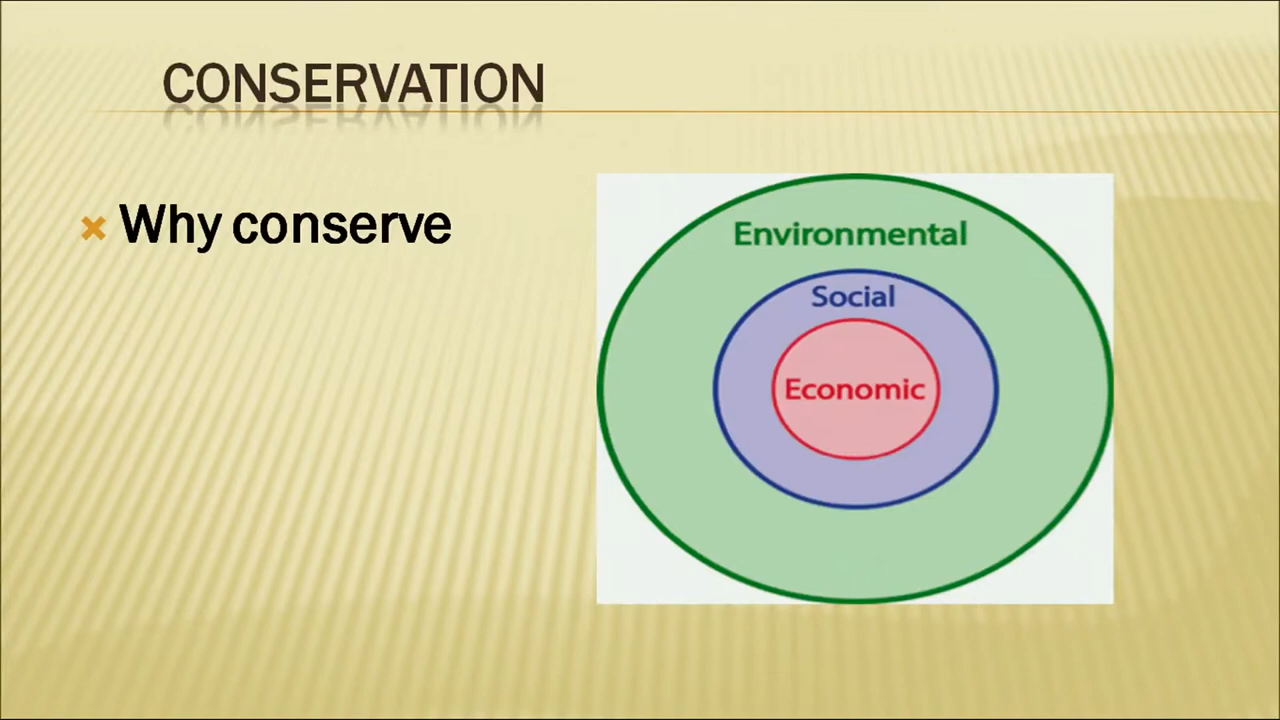 CONSERVATION
Why conserve
Environmental
Social
Economic